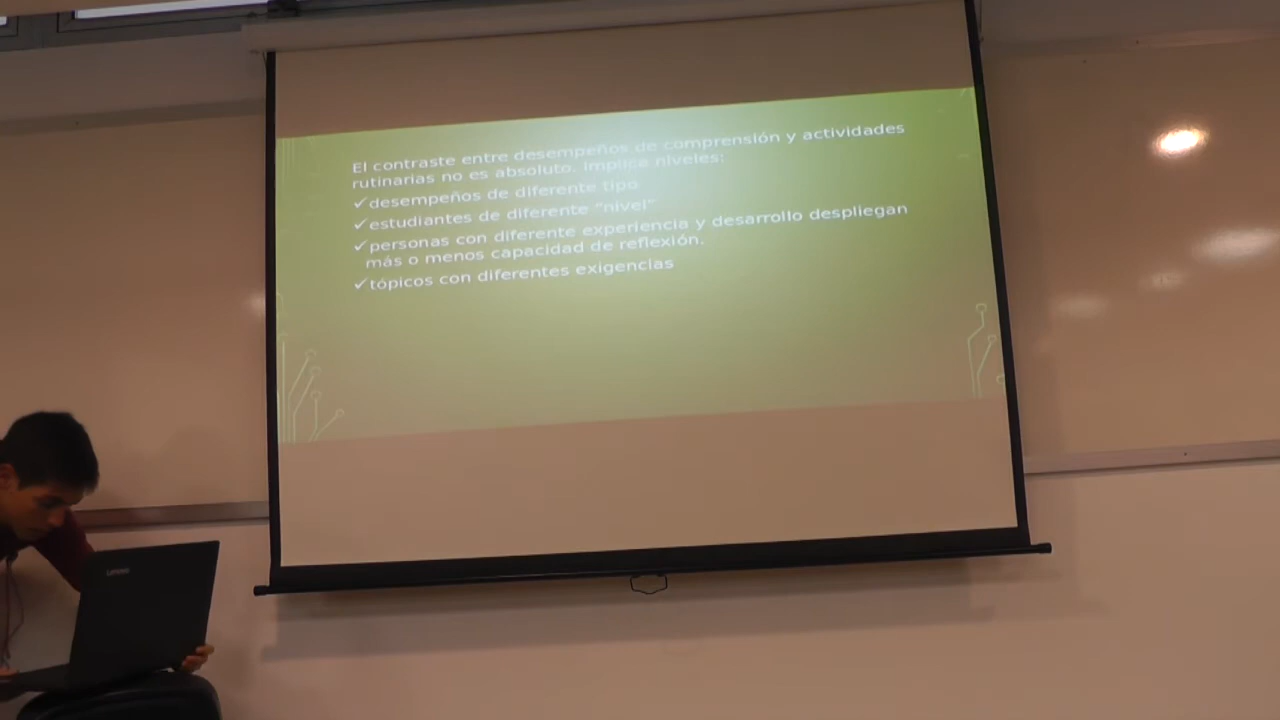 El contraste entre desempeños de comprensión y actividades
rutinarias no es absoluto. Implica niveles:
✓desempeños de diferente tipo
✓estudiantes de diferente "nivel"
✓personas con diferente experiencia y desarrollo despliegan
más o menos capacidad de reflexión.
✓tópicos con diferentes exigencias
Lenovo